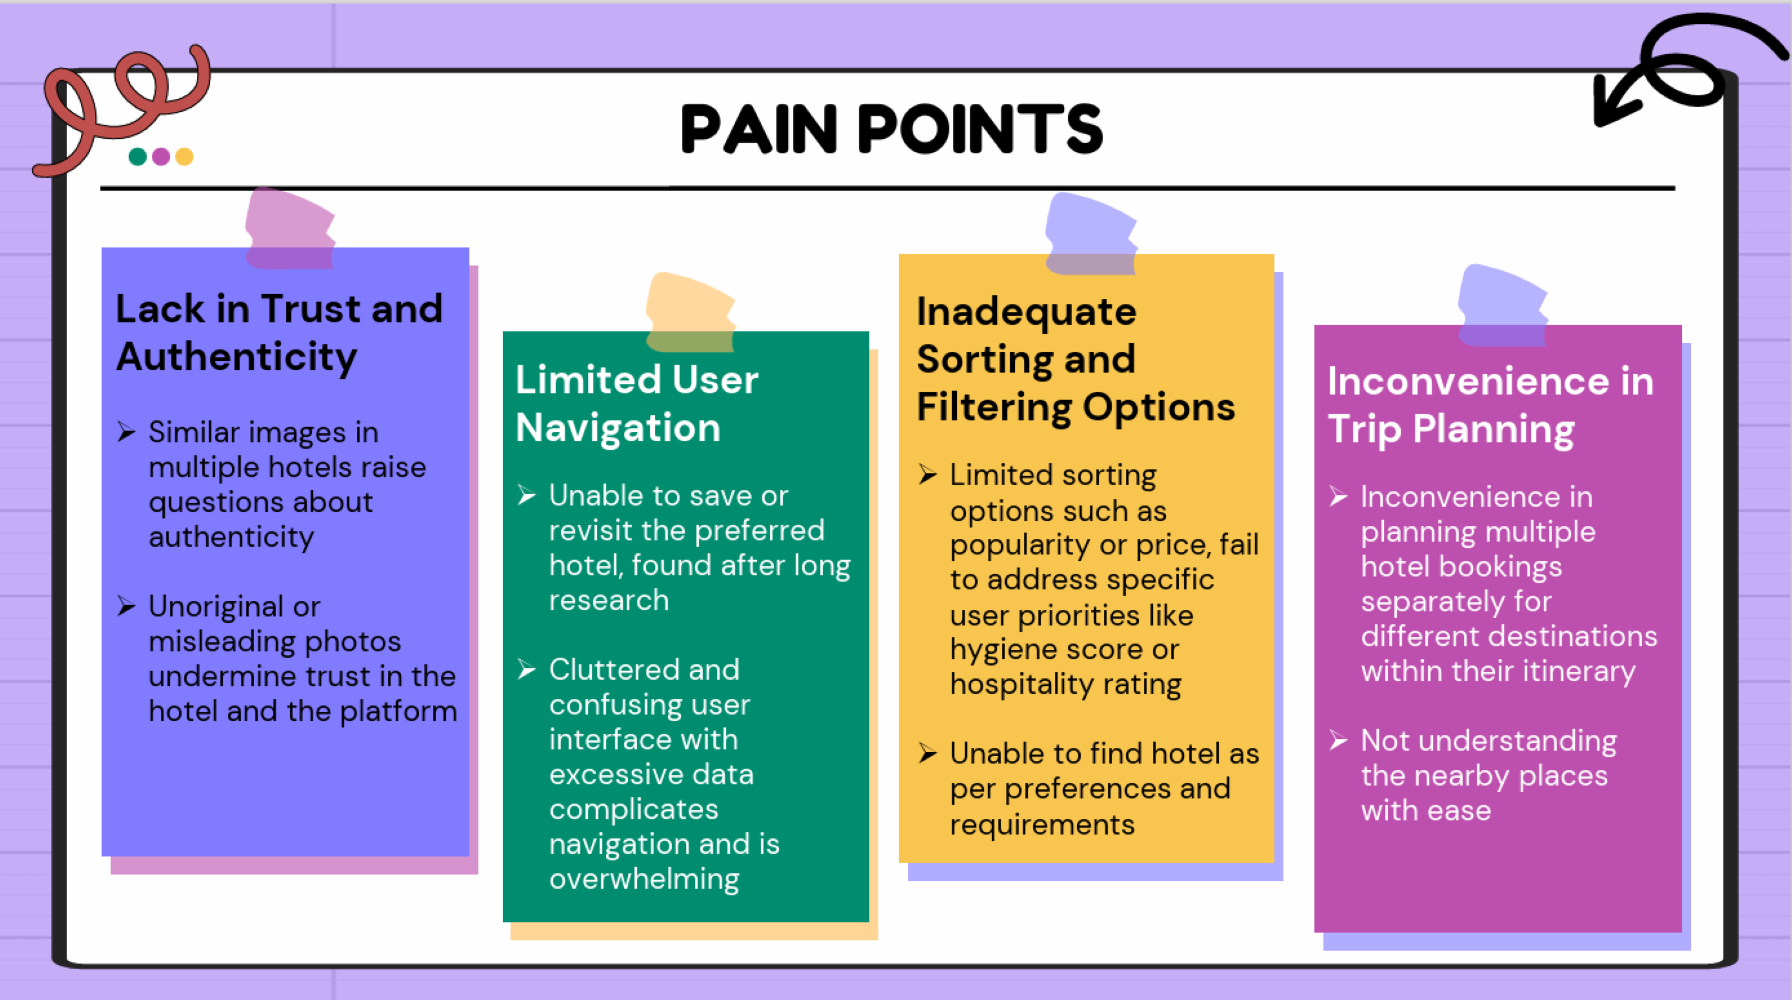 PAIN POINTS
Lack in Trust and
Authenticity
➢ Similar images in
multiple hotels raise
questions about
authenticity
➢ Unoriginal or
misleading photos
undermine trust in the
hotel and the platform
Limited User
Navigation
➢ Unable to save or
revisit the preferred
hotel, found after long
research
➢ Cluttered and
confusing user
interface with
excessive data
complicates
navigation and is
overwhelming
Inadequate
Sorting and
Filtering Options
➢ Limited sorting
options such as
popularity or price, fail
to address specific
user priorities like
hygiene score or
hospitality rating
➢ Unable to find hotel as
per preferences and
requirements
Inconvenience in
Trip Planning
➢ Inconvenience in
planning multiple
hotel bookings
separately for
different destinations
within their itinerary
➢ Not understanding
the nearby places
with ease